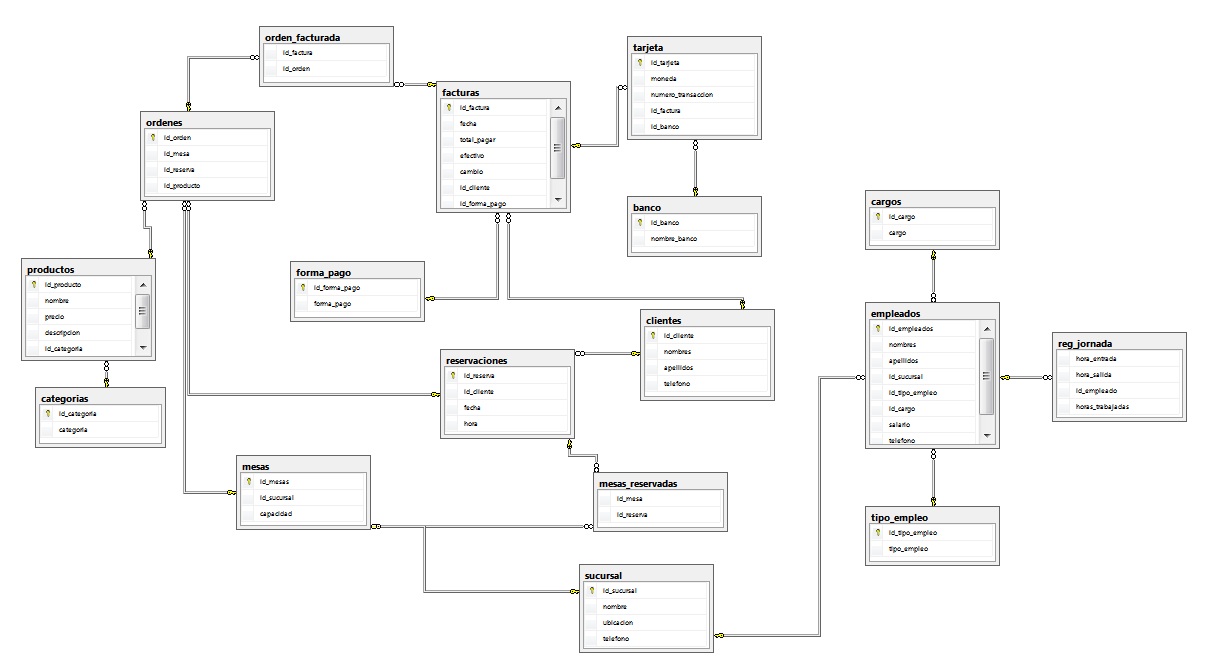 orden_facturada
id_factura
id_orden
tarjeta
id_tarjeta
moneda
numero_transaccion
id_factura
id_banco
facturas
id_factura
fecha
total_pagar
efectivo
cambio
id_cliente
id_forma_pago
ordenes
id_orden
id_mesa
id_reserva
id_producto
banco
id_banco
nombre_banco
cargos
id_cargo
cargo
productos
id_producto
nombre
precio
descripcion
id_categoria
forma_pago
id_forma_pago
forma_pago
clientes
id_cliente
nombres
apellidos
telefono
empleados
id_empleados
nombres
apellidos
id_sucursal
id_tipo_empleo
id_cargo
salario
telefono
reg_jornada
hora_entrada
hora_salida
id_empleado
horas_trabajadas
reservaciones
id_reserva
id_cliente
fecha
hora
categorias
id_categoria
categoria
mesas
id_mesas
id_sucursal
capacidad
mesas_reservadas
id_mesa
id_reserva
tipo_empleo
id_tipo_empleo
tipo_empleo
sucursal
id_sucursal
nombre
ubicacion
telefono